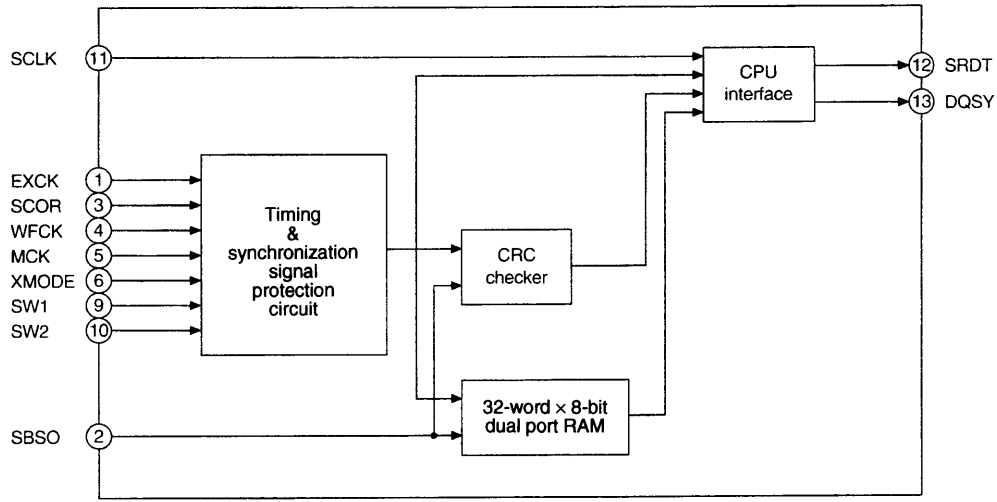 SCLK 11
CPU
interface
12 SRDT
13 DQSY
EXCK 1
SCOR 3
WFCK 4
MCK 5
XMODE 6
SW1 9
SW2 10
Timing
&
synchronization
signal
protection
circuit
CRC
checker
32-word × 8-bit
dual port RAM
SBSO 2